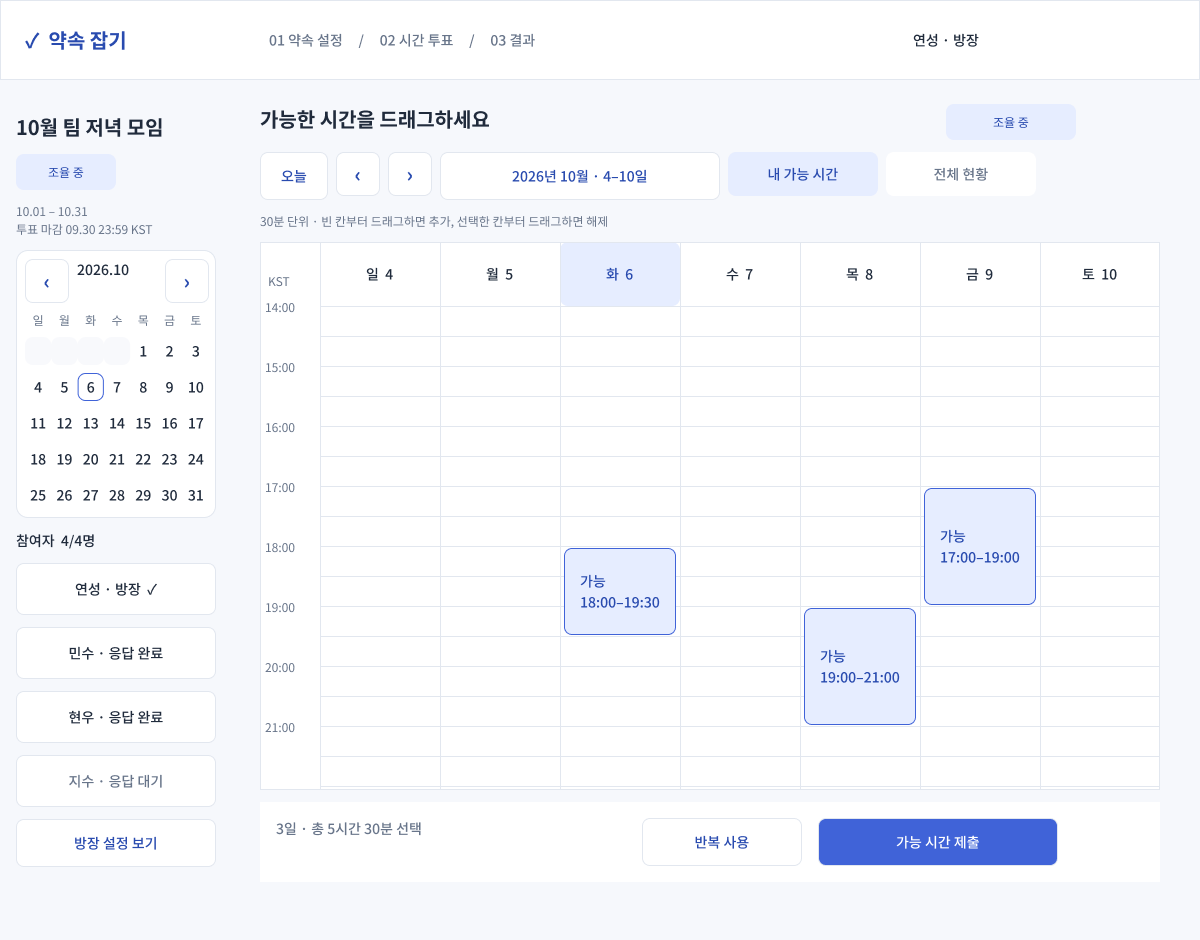 ✓ 약속 잡기
01 약속 설정 / 02 시간 투표 / 03 결과
연성 · 방장
10월 팀 저녁 모임
조율 중
10.01 – 10.31
투표 마감 09.30 23:59 KST
‹ 2026.10 ›
일 월 화 수 목 금 토
1 2 3
4 5 6 7 8 9 10
11 12 13 14 15 16 17
18 19 20 21 22 23 24
25 26 27 28 29 30 31
참여자 4/4명
연성 · 방장 ✓
민수 · 응답 완료
현우 · 응답 완료
지수 · 응답 대기
방장 설정 보기
가능한 시간을 드래그하세요
조율 중
오늘 ‹ › 2026년 10월 · 4–10일 내 가능 시간 전체 현황
30분 단위 · 빈 칸부터 드래그하면 추가, 선택한 칸부터 드래그하면 해제
KST 일 4 월 5 화 6 수 7 목 8 금 9 토 10
14:00
15:00
16:00
17:00
18:00
19:00
20:00
21:00
가능
18:00–19:30
가능
19:00–21:00
가능
17:00–19:00
3일 · 총 5시간 30분 선택
반복 사용
가능 시간 제출